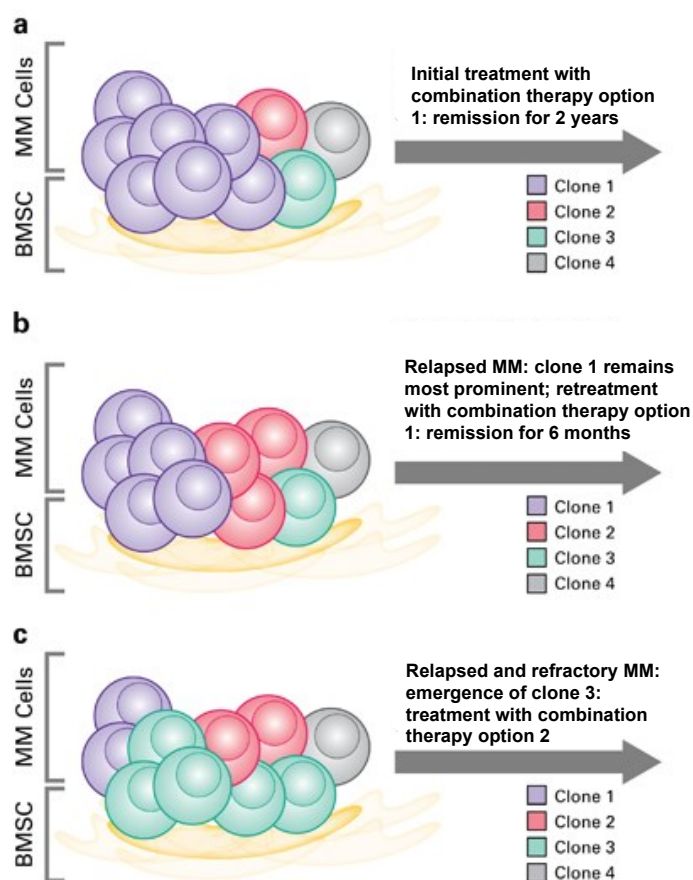 a
MM Cells
BMSC
Initial treatment with
combination therapy option
1: remission for 2 years
Clone 1
Clone 2
Clone 3
Clone 4
b
MM Cells
BMSC
Relapsed MM: clone 1 remains
most prominent; retreatment
with combination therapy option
1: remission for 6 months
Clone 1
Clone 2
Clone 3
Clone 4
c
MM Cells
BMSC
Relapsed and refractory MM:
emergence of clone 3:
treatment with combination
therapy option 2
Clone 1
Clone 2
Clone 3
Clone 4